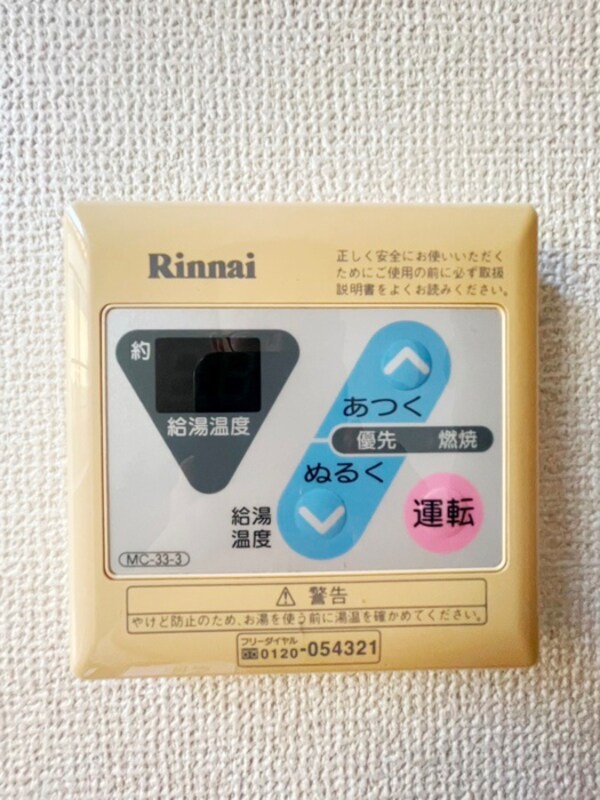 Rinnai
正しく安全にお使いいただく
ためにご使用の前に必ず取扱
説明書をよくお読みください。
約
給湯温度
あつく
優先 燃焼
ぬるく
給湯
温度
運転
MC-33-3
⚠ 警告
やけど防止のため、お湯を使う前に湯温を確かめてください。
フリーダイヤル
0120-054321